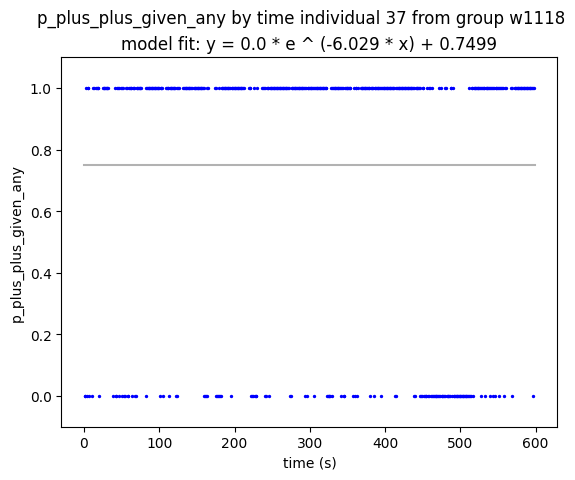 p_plus_plus_given_any by time individual 37 from group w1118
model fit: y = 0.0 * e ^ (-6.029 * x) + 0.7499
p_plus_plus_given_any
1.0
0.8
0.6
0.4
0.2
0.0
0 100 200 300 400 500 600
time (s)